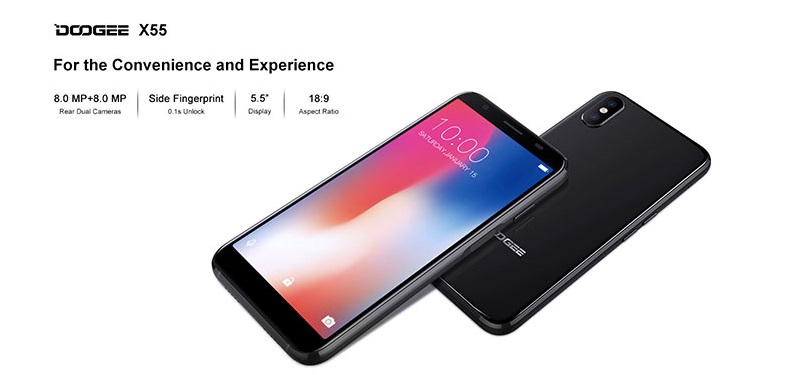 DOOGEE X55
For the Convenience and Experience
8.0 MP+8.0 MP
Rear Dual Cameras
Side Fingerprint
0.1s Unlock
5.5"
Display
18:9
Aspect Ratio
10:00
SATURDAY,JANUARY 15
DOOGEE